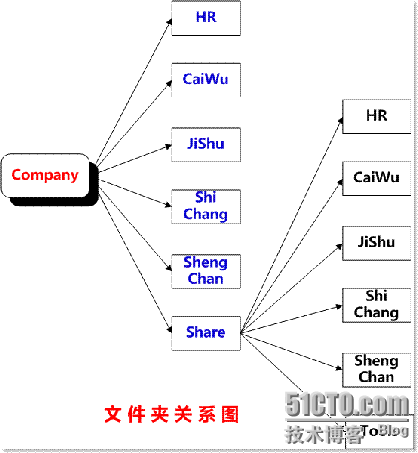 HR
CaiWu
JiShu
Company
Shi
Chang
Sheng
Chan
Share
HR
CaiWu
JiShu
Shi
Chang
Sheng
Chan
文件夹关系图
51CTO.com
技术博客 Blog